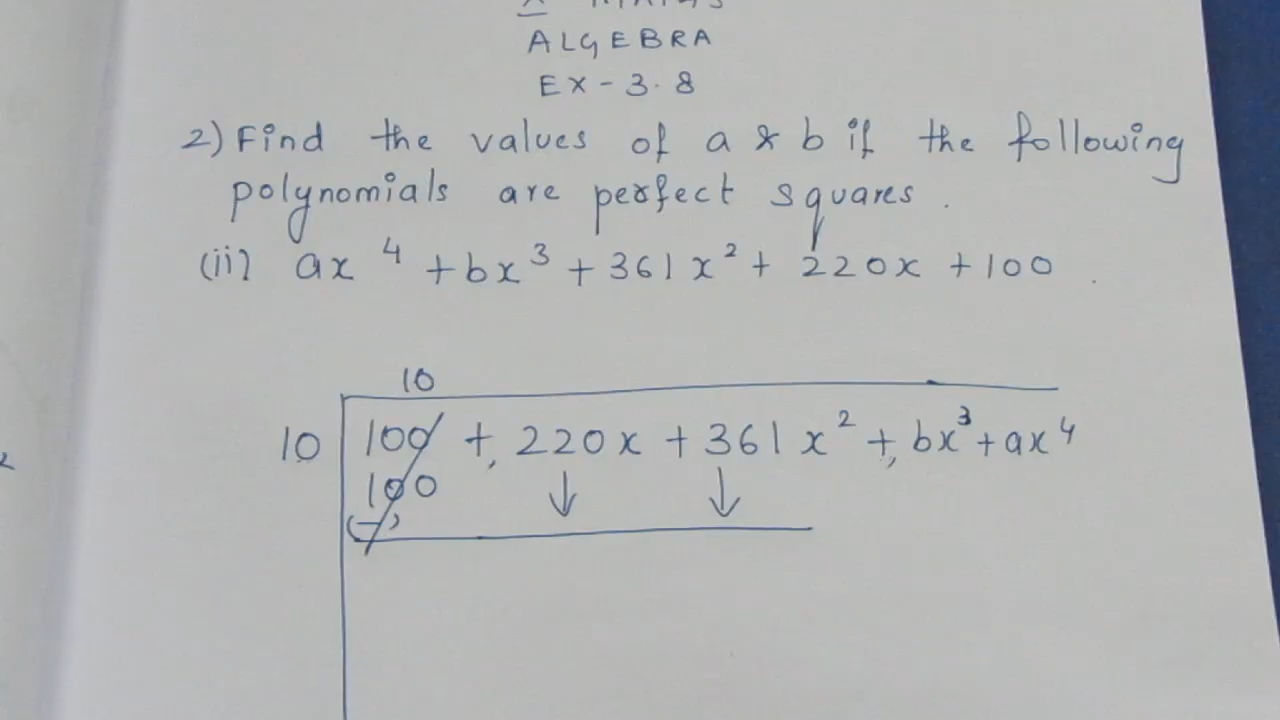 ALGEBRA
EX - 3.8
2) Find the values of a & b if the following
polynomials are perfect squares.
(ii) ax⁴ + bx³ + 361x² + 220x + 100
10
10 100 + 220x + 361x² + bx³ + ax⁴
100
(-)